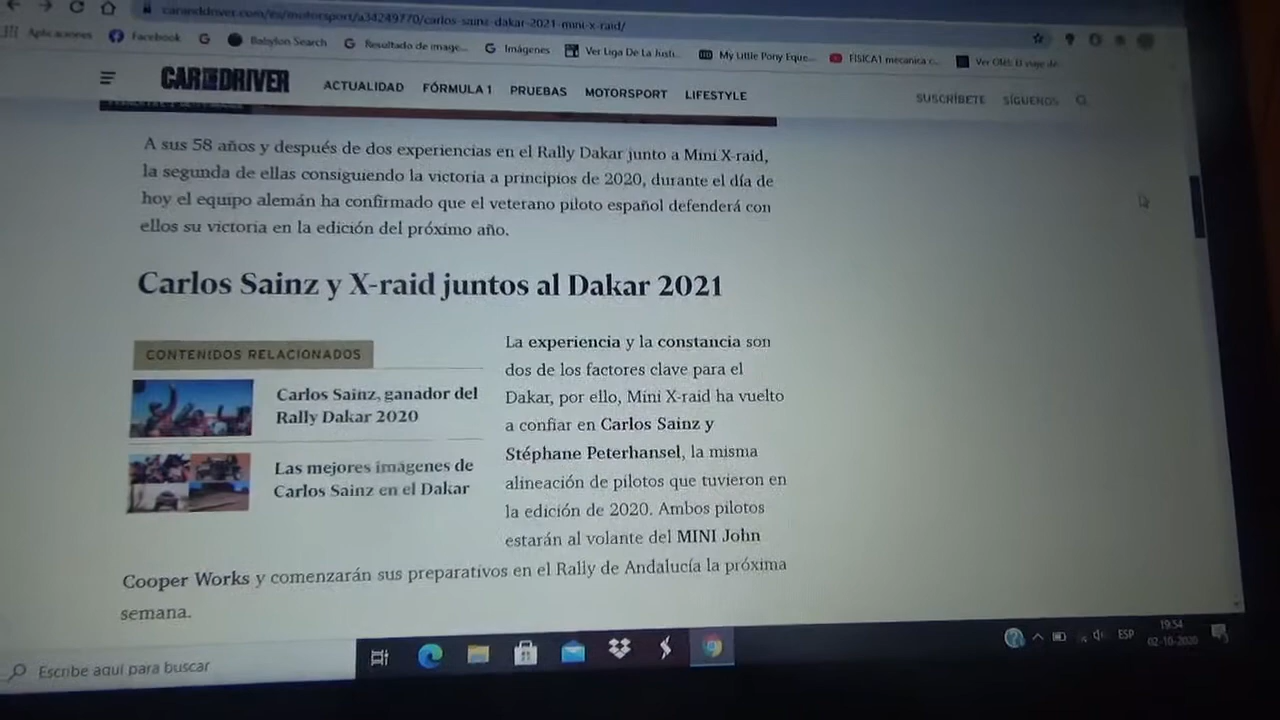 caranddriver.com/es/motorsport/a34249770/carlos-sainz-dakar-2021-mini-x-raid/
Aplicaciones Facebook Babylon Search Resultado de image... Imágenes Ver Liga De La Justi... My Little Pony Eque... FÍSICA1 mecanica
CAR AND DRIVER ACTUALIDAD FÓRMULA 1 PRUEBAS MOTORSPORT LIFESTYLE SUSCRÍBETE SÍGUENOS
A sus 58 años y después de dos experiencias en el Rally Dakar junto a Mini X-raid,
la segunda de ellas consiguiendo la victoria a principios de 2020, durante el día de
hoy el equipo alemán ha confirmado que el veterano piloto español defenderá con
ellos su victoria en la edición del próximo año.
Carlos Sainz y X-raid juntos al Dakar 2021
CONTENIDOS RELACIONADOS
Carlos Sainz, ganador del
Rally Dakar 2020
Las mejores imágenes de
Carlos Sainz en el Dakar
La experiencia y la constancia son
dos de los factores clave para el
Dakar, por ello, Mini X-raid ha vuelto
a confiar en Carlos Sainz y
Stéphane Peterhansel, la misma
alineación de pilotos que tuvieron en
la edición de 2020. Ambos pilotos
estarán al volante del MINI John
Cooper Works y comenzarán sus preparativos en el Rally de Andalucía la próxima
semana.
Escribe aquí para buscar
ESP
19:54
02-10-2020